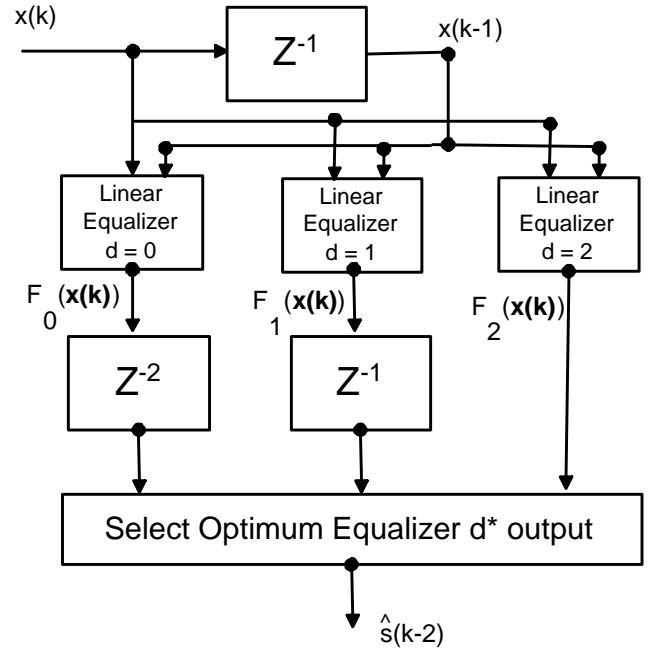 x(k)
Z⁻¹
x(k-1)
Linear
Equalizer
d = 0
Linear
Equalizer
d = 1
Linear
Equalizer
d = 2
F₀(x(k))
F₁(x(k))
F₂(x(k))
Z⁻²
Z⁻¹
Select Optimum Equalizer d* output
ŝ(k-2)